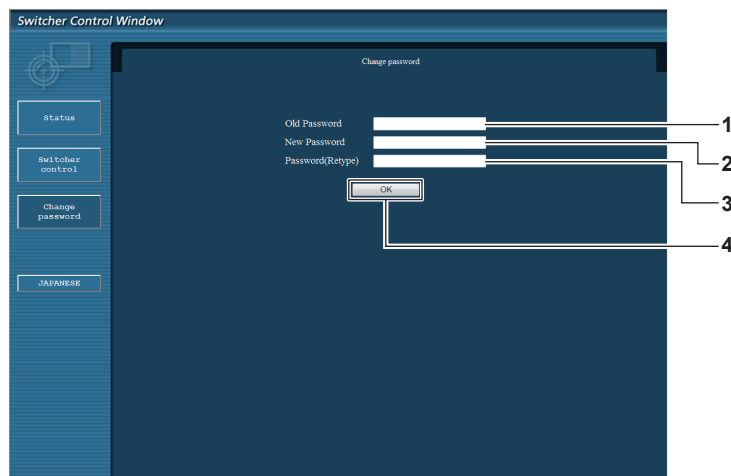 Switcher Control Window
Change password
Status
Switcher
control
Change
password
JAPANESE
Old Password
New Password
Password(Retype)
OK
1
2
3
4